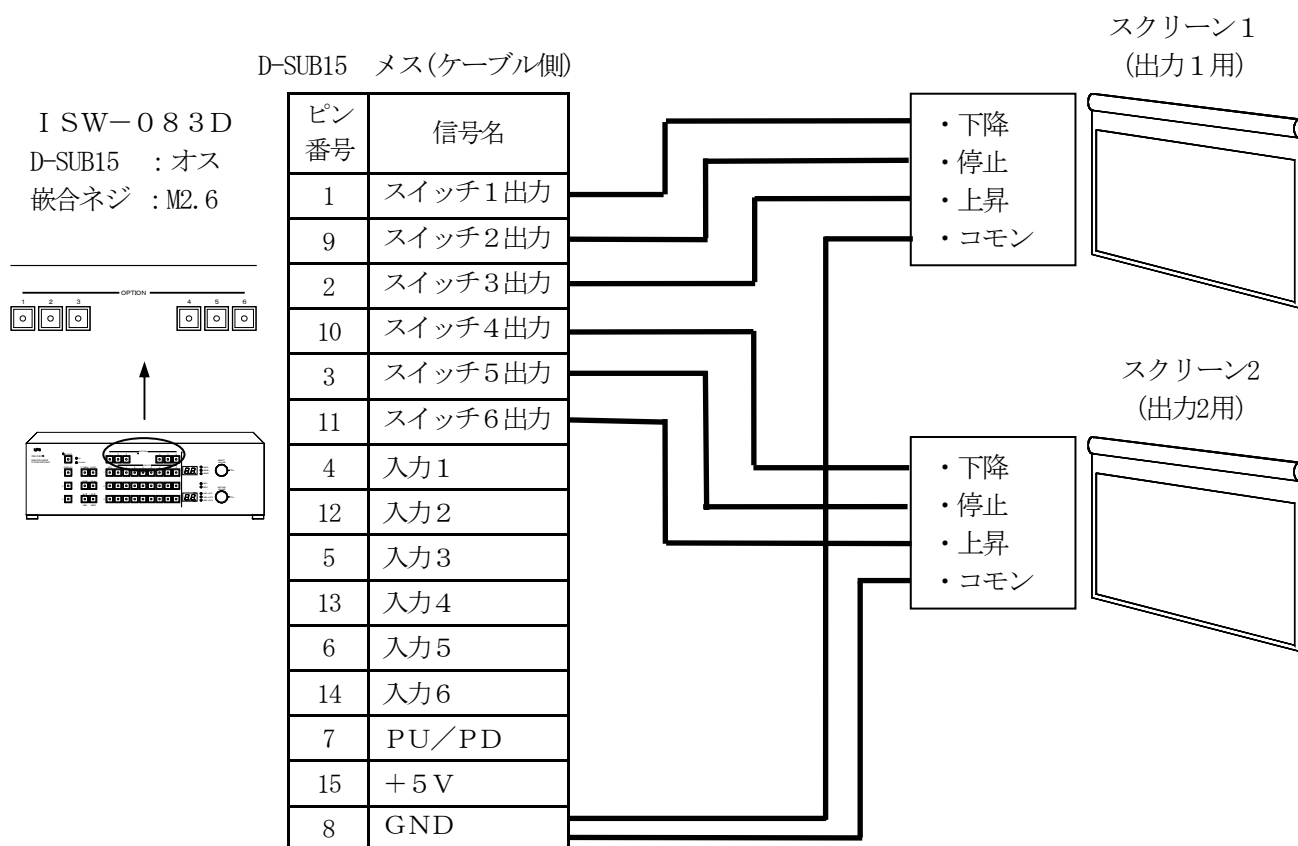 スクリーン１
(出力１用)
D-SUB15　メス(ケーブル側)
ＩＳＷ－０８３Ｄ
D-SUB15　：オス
嵌合ネジ　：M2.6
OPTION
1 2 3 4 5 6
ピン番号 信号名
1 スイッチ１出力
9 スイッチ２出力
2 スイッチ３出力
10 スイッチ４出力
3 スイッチ５出力
11 スイッチ６出力
4 入力１
12 入力２
5 入力３
13 入力４
6 入力５
14 入力６
7 ＰＵ／ＰＤ
15 ＋５Ｖ
8 ＧＮＤ
・下降
・停止
・上昇
・コモン
スクリーン2
(出力2用)
・下降
・停止
・上昇
・コモン